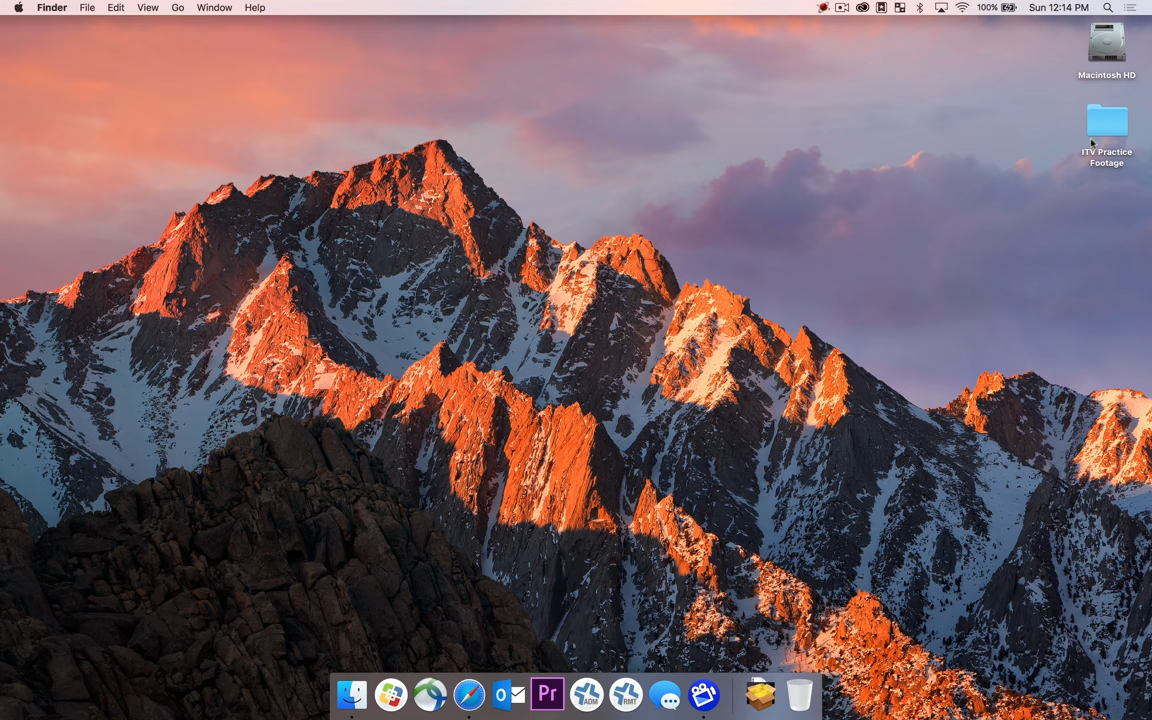 Finder File Edit View Go Window Help 100% Sun 12:14 PM
Macintosh HD
ITV Practice
Footage
O Pr ADM RMT